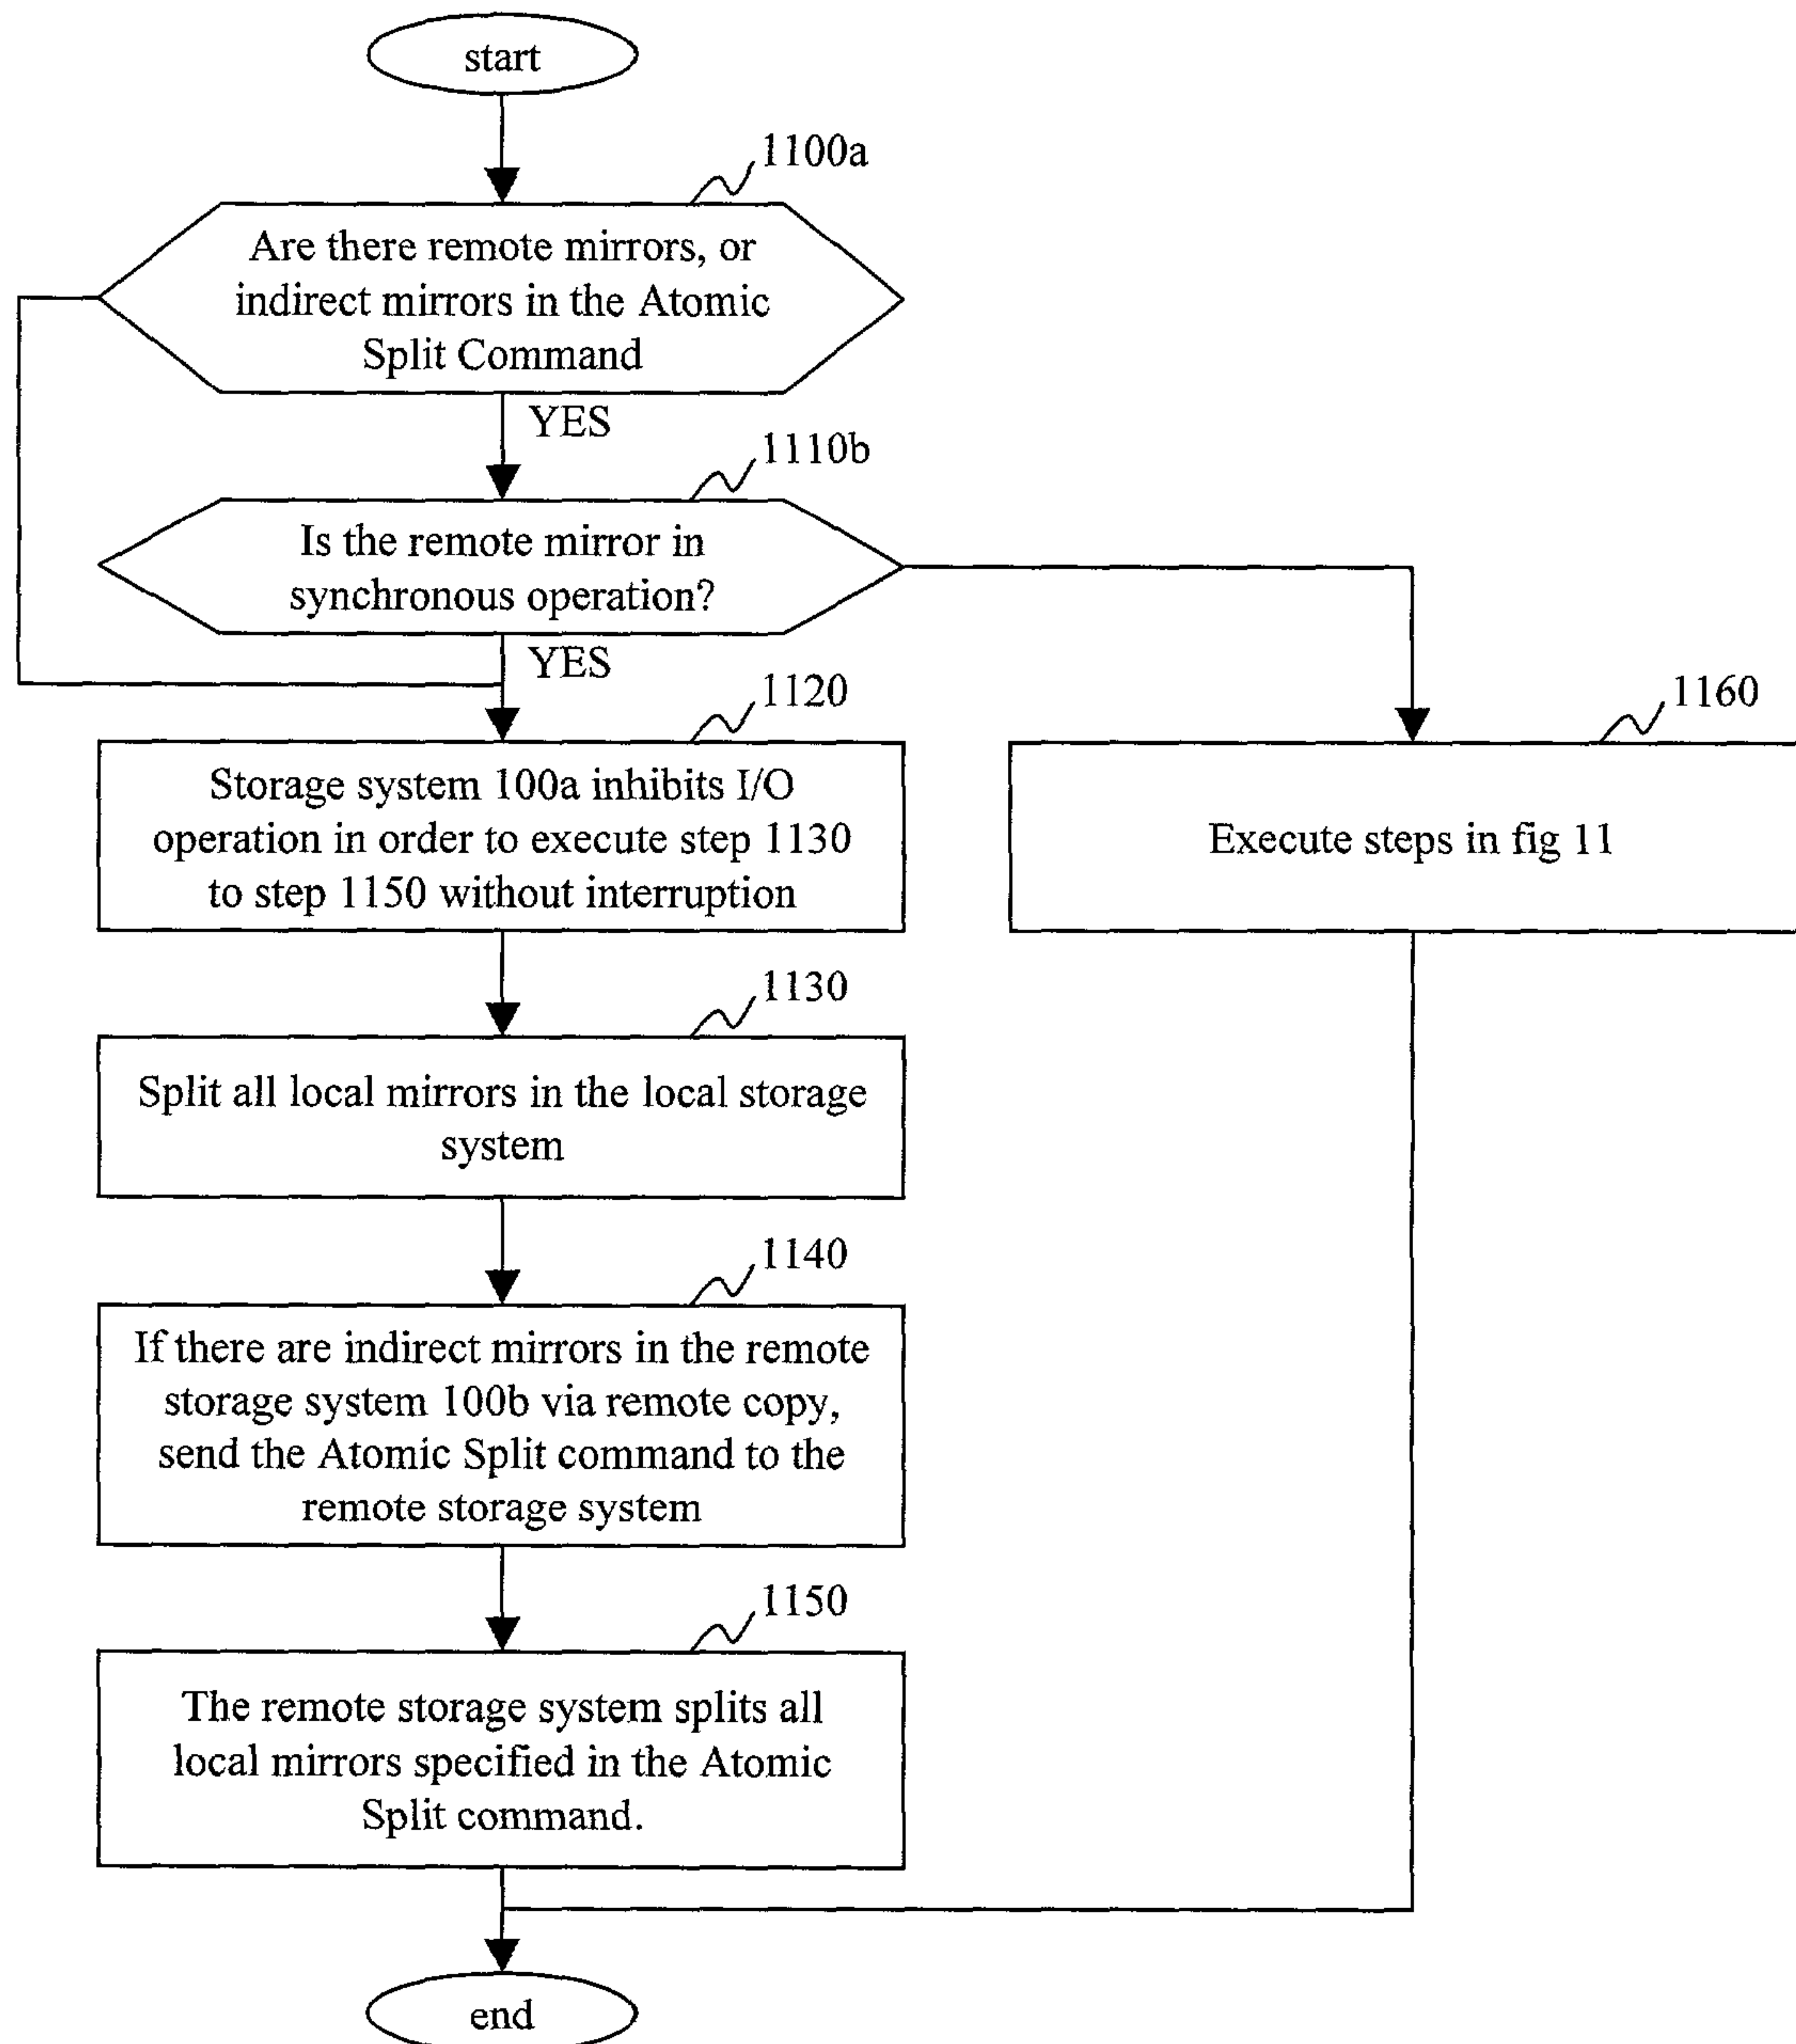 start
1100a
Are there remote mirrors, or
indirect mirrors in the Atomic
Split Command
YES
1110b
Is the remote mirror in
synchronous operation?
YES
1120
Storage system 100a inhibits I/O
operation in order to execute step 1130
to step 1150 without interruption
1160
Execute steps in fig 11
1130
Split all local mirrors in the local storage
system
1140
If there are indirect mirrors in the remote
storage system 100b via remote copy,
send the Atomic Split command to the
remote storage system
1150
The remote storage system splits all
local mirrors specified in the Atomic
Split command.
end